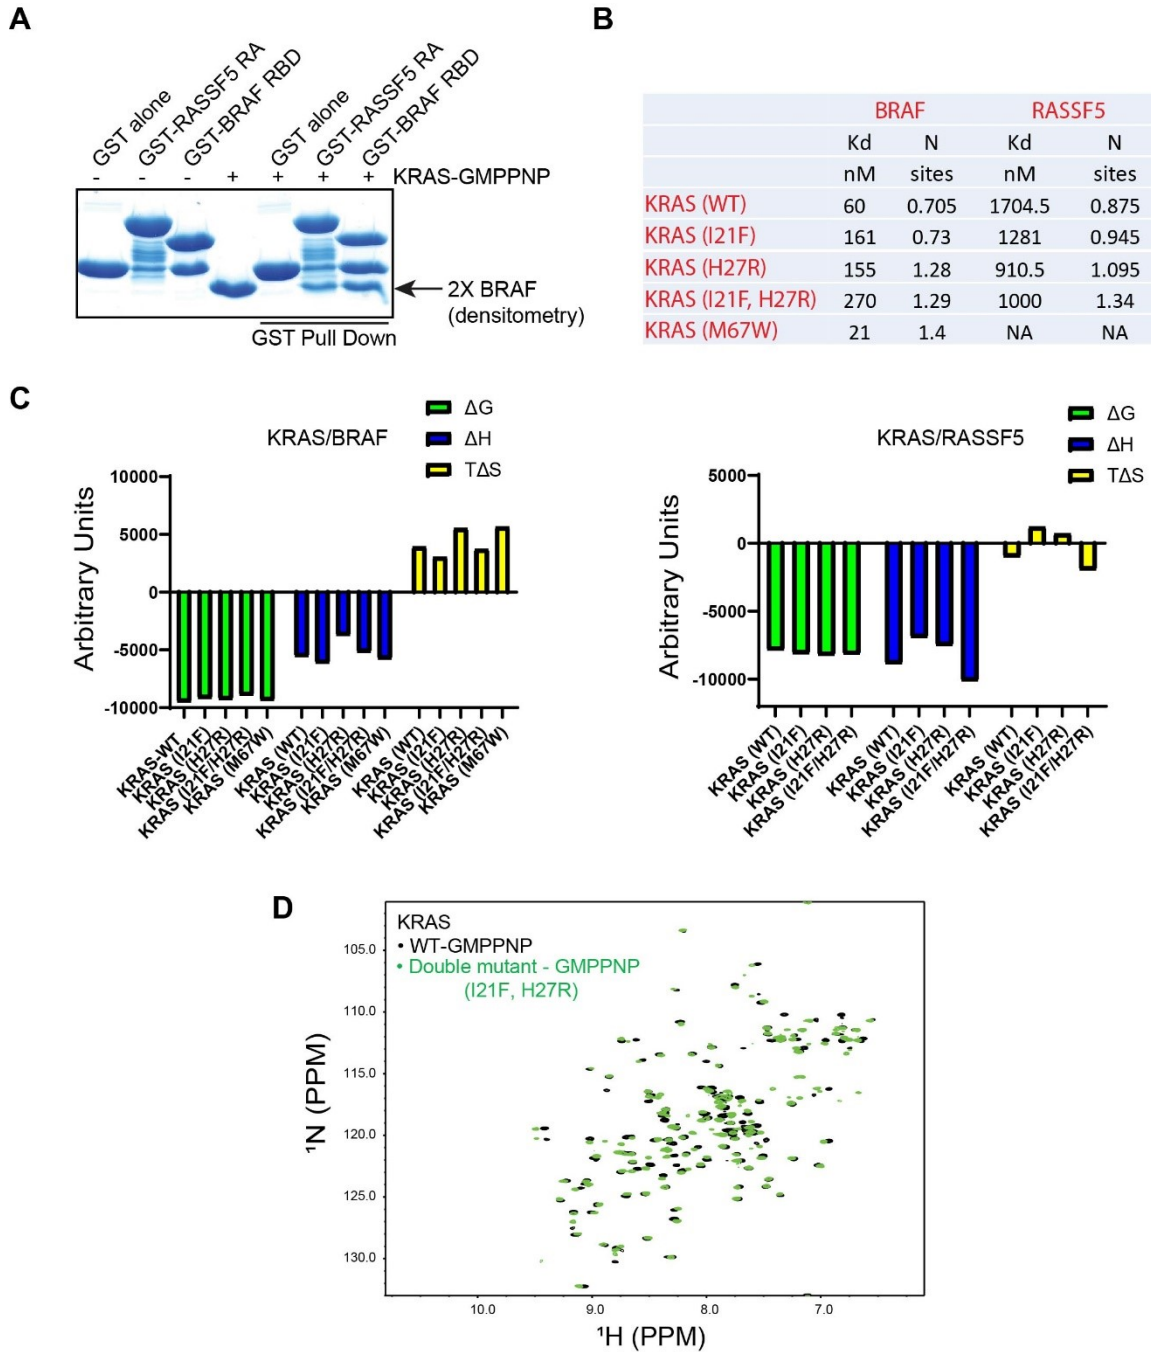 A
GST alone
GST-RASSF5 RA
GST-BRAF RBD
GST alone
GST-RASSF5 RA
GST-BRAF RBD
- - - + + + + KRAS-GMPPNP
2X BRAF
(densitometry)
GST Pull Down
B
BRAF RASSF5
Kd N Kd N
nM sites nM sites
KRAS (WT) 60 0.705 1704.5 0.875
KRAS (I21F) 161 0.73 1281 0.945
KRAS (H27R) 155 1.28 910.5 1.095
KRAS (I21F, H27R) 270 1.29 1000 1.34
KRAS (M67W) 21 1.4 NA NA
C
KRAS/BRAF
ΔG
ΔH
TΔS
Arbitrary Units
10000
5000
0
-5000
-10000
KRAS-WT
KRAS (I21F)
KRAS (H27R)
KRAS (I21F/H27R)
KRAS (M67W)
KRAS (WT)
KRAS (I21F)
KRAS (H27R)
KRAS (I21F/H27R)
KRAS (M67W)
KRAS (WT)
KRAS (I21F)
KRAS (H27R)
KRAS (I21F/H27R)
KRAS (M67W)
KRAS/RASSF5
ΔG
ΔH
TΔS
Arbitrary Units
5000
0
-5000
-10000
KRAS (WT)
KRAS (I21F)
KRAS (H27R)
KRAS (I21F/H27R)
KRAS (WT)
KRAS (I21F)
KRAS (H27R)
KRAS (I21F/H27R)
KRAS (WT)
KRAS (I21F)
KRAS (H27R)
KRAS (I21F/H27R)
D
KRAS
• WT-GMPPNP
• Double mutant - GMPPNP
(I21F, H27R)
¹N (PPM)
105.0
110.0
115.0
120.0
125.0
130.0
10.0 9.0 8.0 7.0
¹H (PPM)